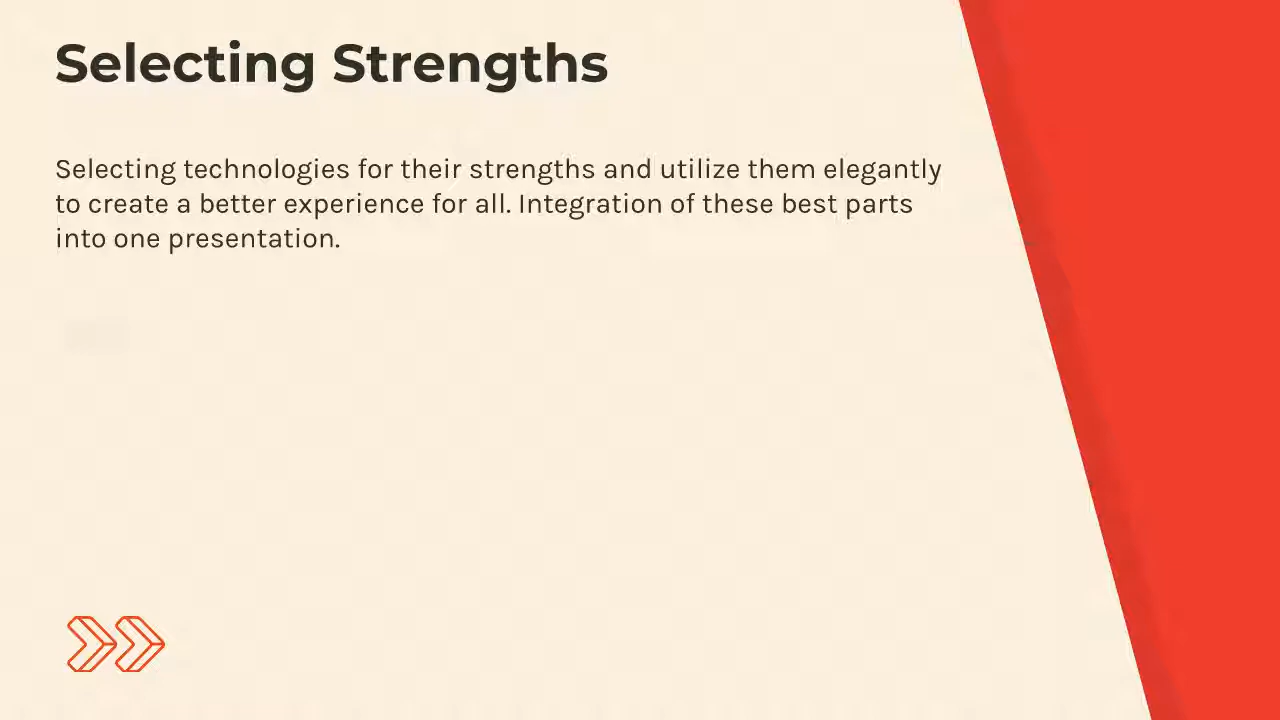 Selecting Strengths
Selecting technologies for their strengths and utilize them elegantly
to create a better experience for all. Integration of these best parts
into one presentation.